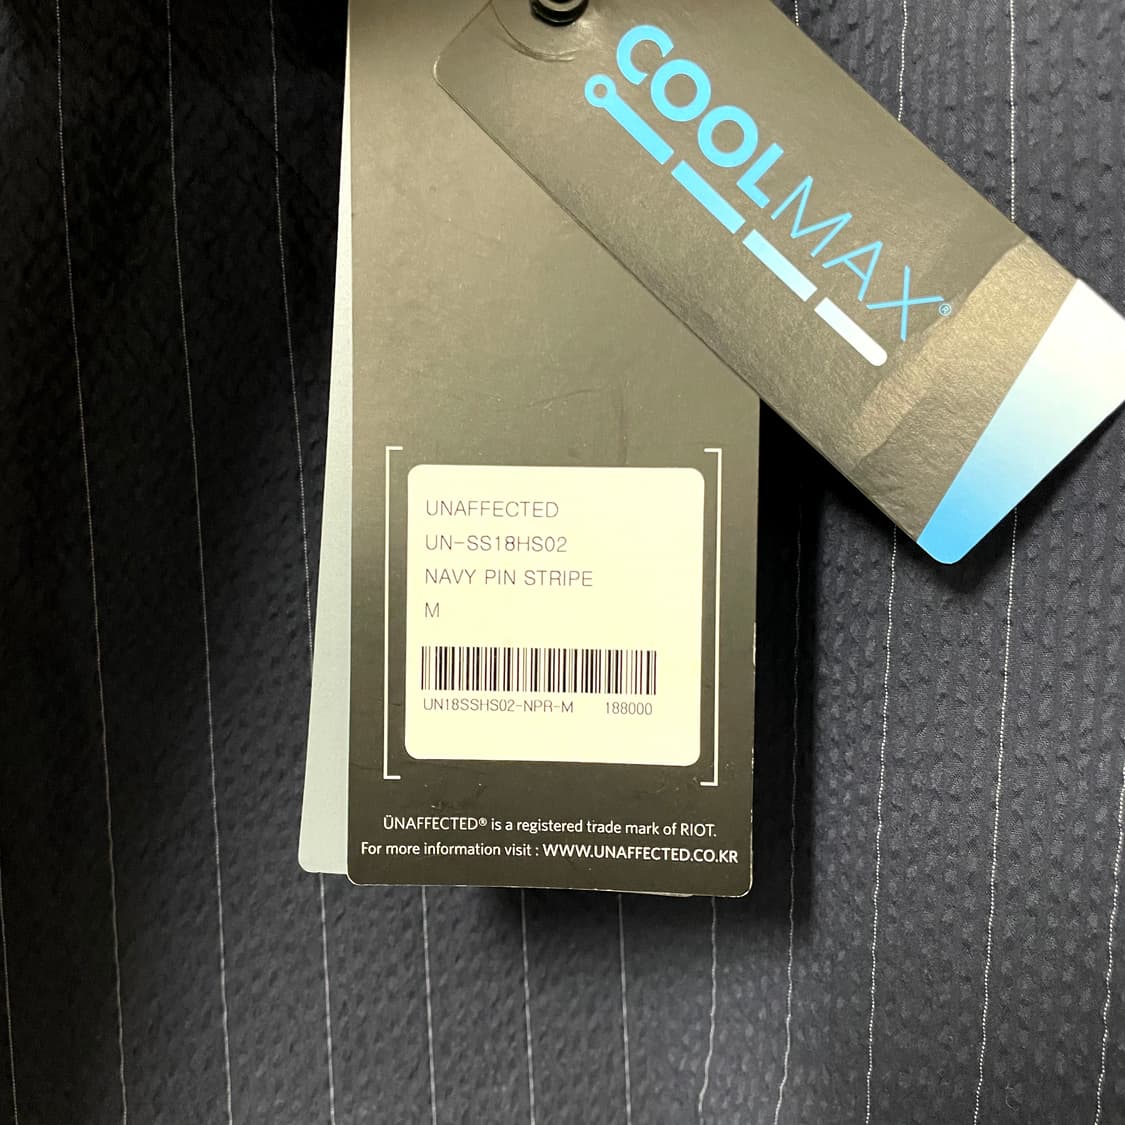 COOLMAX®
UNAFFECTED
UN-SS18HS02
NAVY PIN STRIPE
M
UN18SSHS02-NPR-M 188000
ÜNAFFECTED® is a registered trade mark of RIOT.
For more information visit : WWW.UNAFFECTED.CO.KR